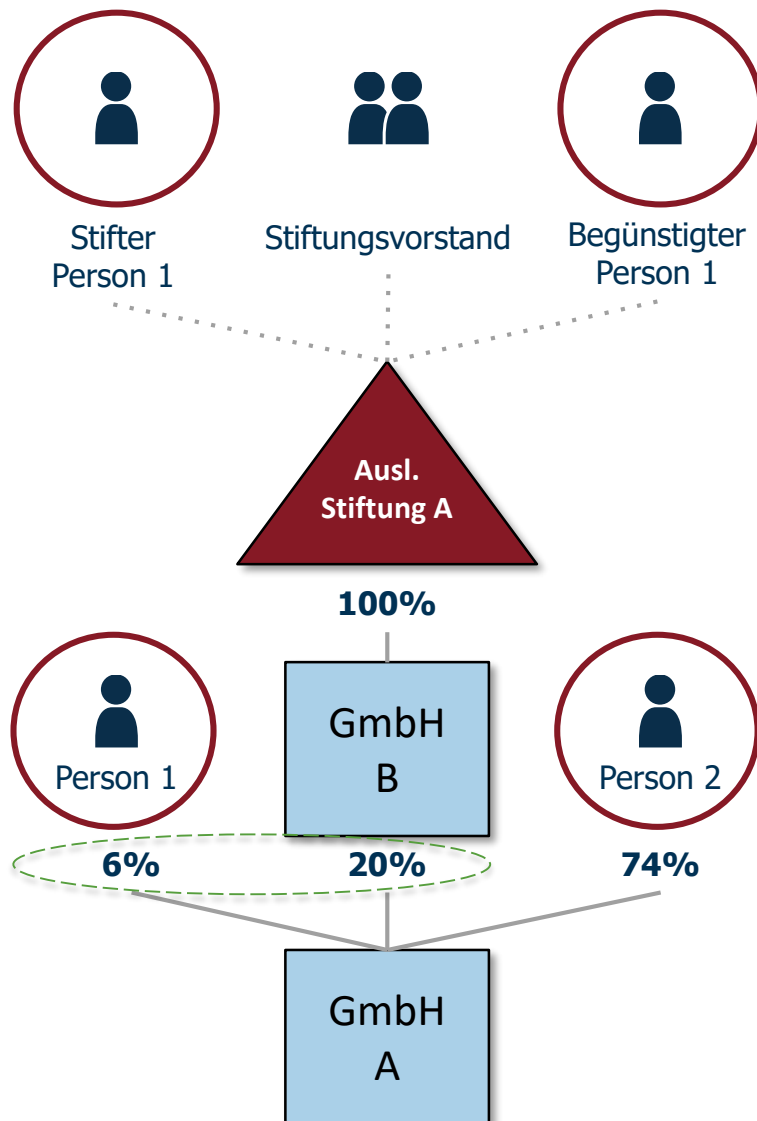 Stifter
Person 1
Stiftungsvorstand
Begünstigter
Person 1
Ausl.
Stiftung A
100%
Person 1
GmbH
B
Person 2
6%
20%
74%
GmbH
A